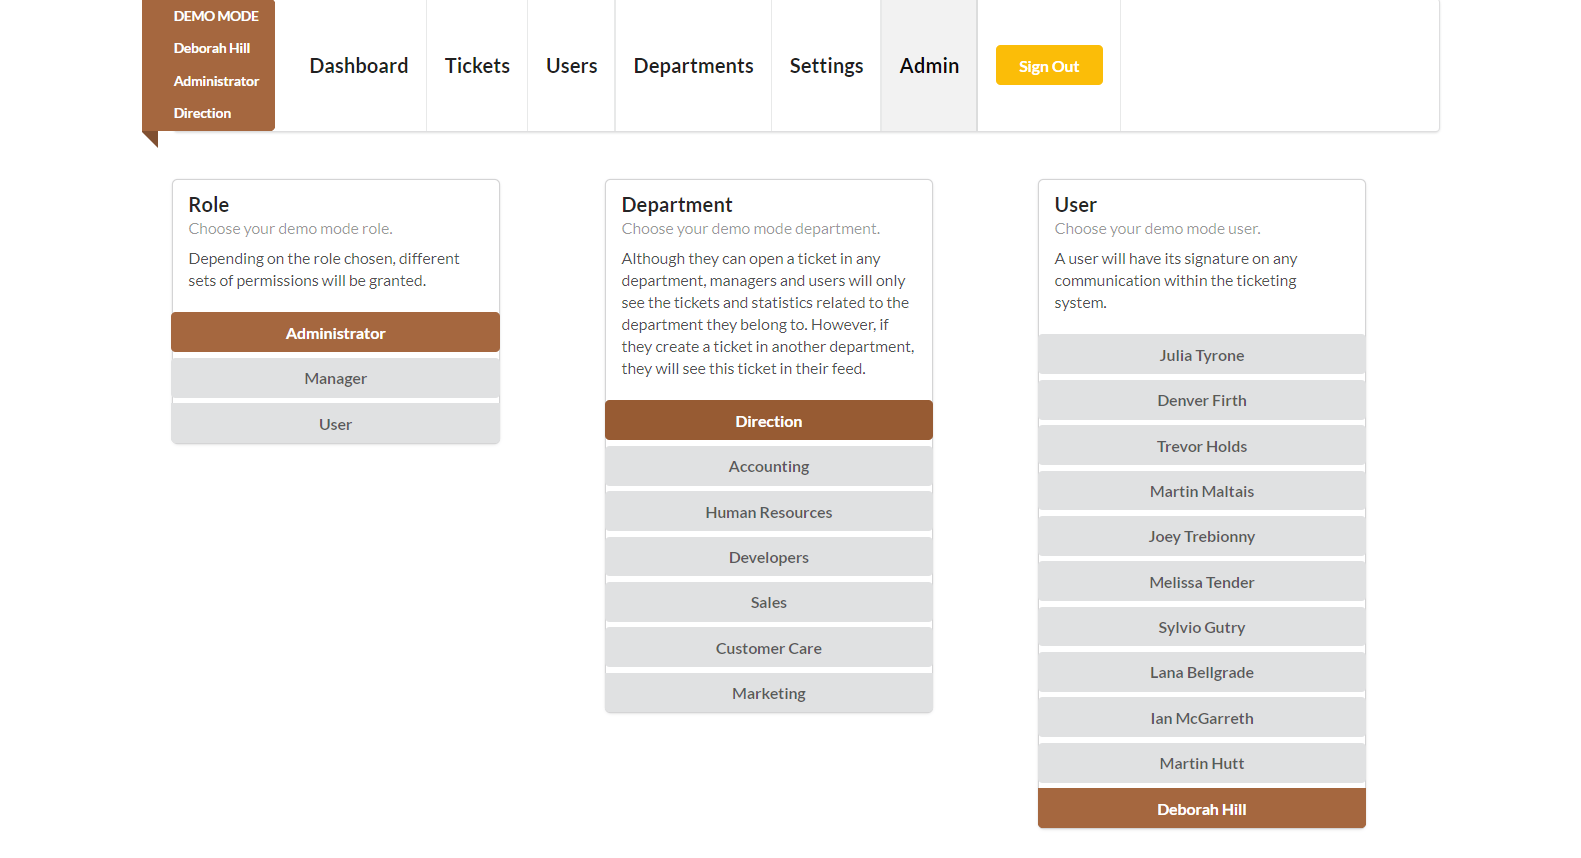 DEMO MODE
Deborah Hill
Administrator
Direction
Dashboard
Tickets
Users
Departments
Settings
Admin
Sign Out
Role
Choose your demo mode role.
Depending on the role chosen, different
sets of permissions will be granted.
Administrator
Manager
User
Department
Choose your demo mode department.
Although they can open a ticket in any
department, managers and users will only
see the tickets and statistics related to the
department they belong to. However, if
they create a ticket in another department,
they will see this ticket in their feed.
Direction
Accounting
Human Resources
Developers
Sales
Customer Care
Marketing
User
Choose your demo mode user.
A user will have its signature on any
communication within the ticketing
system.
Julia Tyrone
Denver Firth
Trevor Holds
Martin Maltais
Joey Trebionny
Melissa Tender
Sylvio Gutry
Lana Bellgrade
Ian McGarreth
Martin Hutt
Deborah Hill